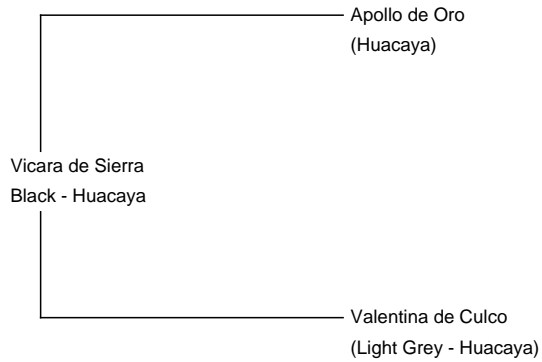 Apollo de Oro
(Huacaya)
Vicara de Sierra
Black - Huacaya
Valentina de Culco
(Light Grey - Huacaya)